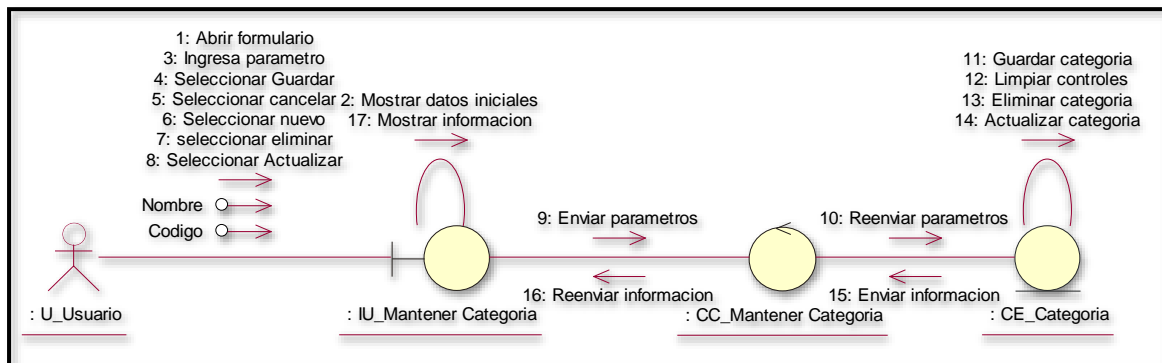 1: Abrir formulario
3: Ingresa parametro
4: Seleccionar Guardar
5: Seleccionar cancelar
6: Seleccionar nuevo
7: seleccionar eliminar
8: Seleccionar Actualizar
Nombre
Codigo
2: Mostrar datos iniciales
17: Mostrar informacion
9: Enviar parametros
16: Reenviar informacion
10: Reenviar parametros
15: Enviar informacion
11: Guardar categoria
12: Limpiar controles
13: Eliminar categoria
14: Actualizar categoria
: U_Usuario
: IU_Mantener Categoria
: CC_Mantener Categoria
: CE_Categoria